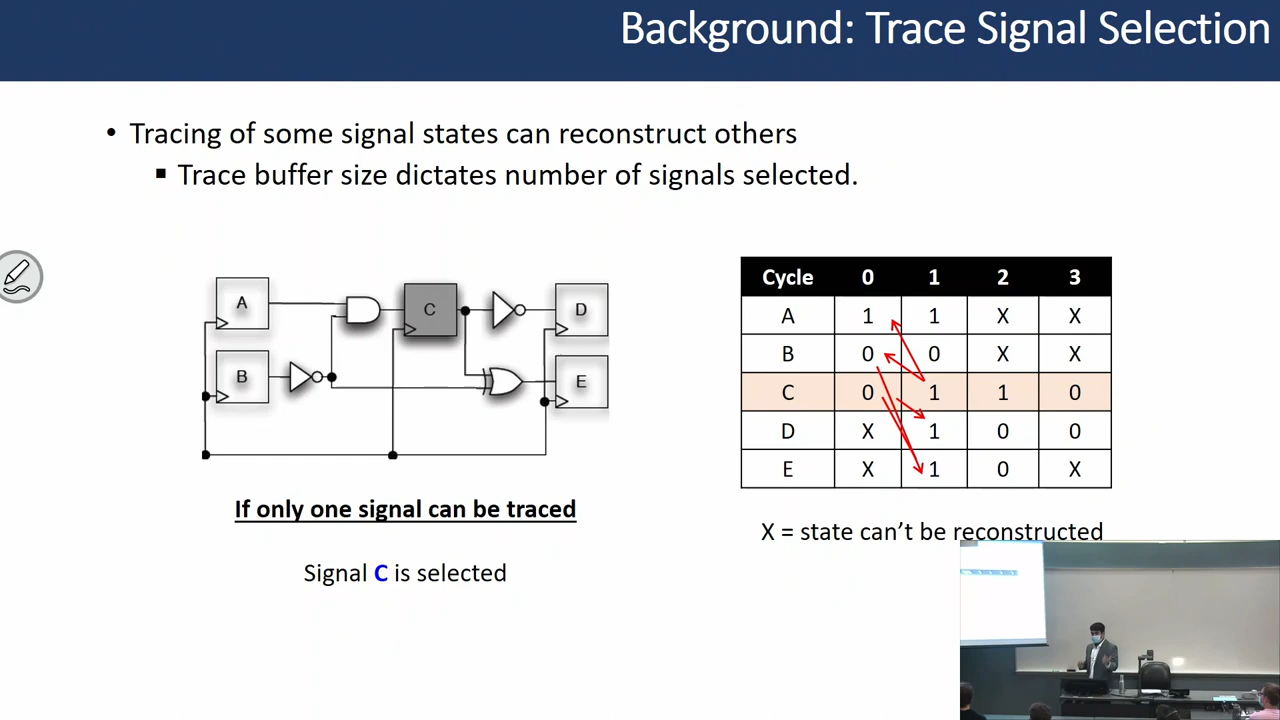 Background: Trace Signal Selection
• Tracing of some signal states can reconstruct others
▪ Trace buffer size dictates number of signals selected.
A
B
C
D
E
If only one signal can be traced
Signal C is selected
Cycle 0 1 2 3
A 1 1 X X
B 0 0 X X
C 0 1 1 0
D X 1 0 0
E X 1 0 X
X = state can’t be reconstructed